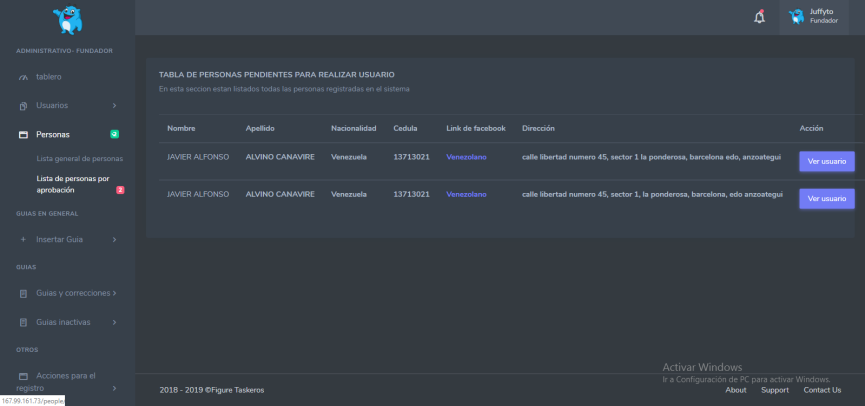 Juffyto
Fundador
ADMINISTRATIVO- FUNDADOR
tablero
Usuarios
Personas
Lista general de personas
Lista de personas por
aprobación 2
GUIAS EN GENERAL
Insertar Guia
GUIAS
Guias y correcciones
Guias inactivas
OTROS
Acciones para el
registro
167.99.161.73/people/
TABLA DE PERSONAS PENDIENTES PARA REALIZAR USUARIO
En esta seccion estan listados todas las personas registradas en el sistema
Nombre Apellido Nacionalidad Cedula Link de facebook Dirección Acción
JAVIER ALFONSO ALVINO CANAVIRE Venezuela 13713021 Venezolano calle libertad numero 45, sector 1 la ponderosa, barcelona edo, anzoategui Ver usuario
JAVIER ALFONSO ALVINO CANAVIRE Venezuela 13713021 Venezolano calle libertad numero 45, sector 1, la ponderosa, barcelona, edo anzoategui Ver usuario
Activar Windows
Ir a Configuración de PC para activar Windows.
2018 - 2019 ©Figure Taskeros About Support Contact Us